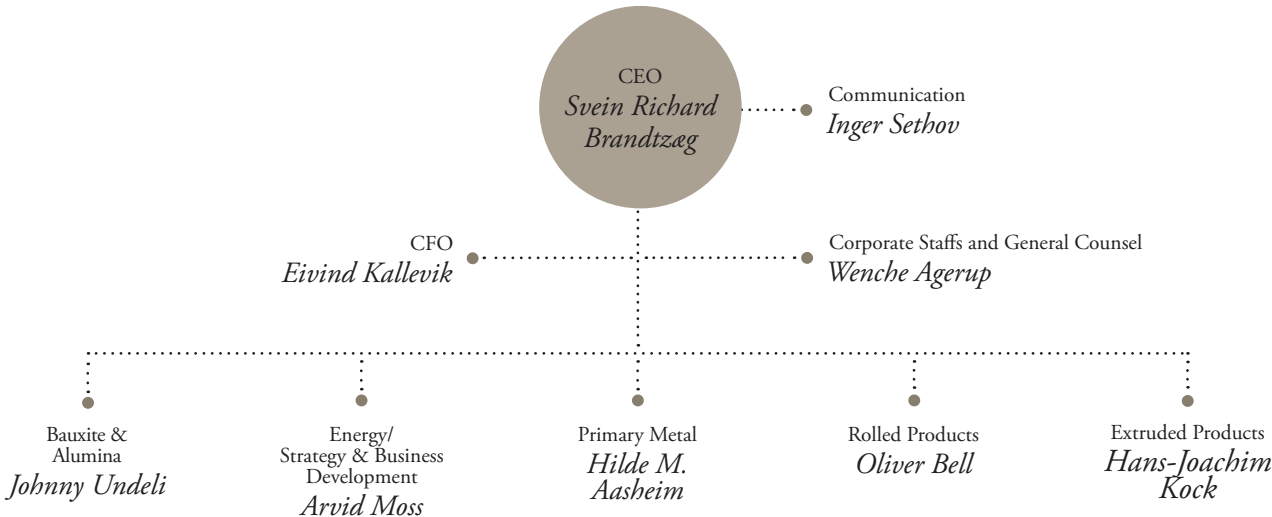 CEO
Svein Richard
Brandtzæg
Communication
Inger Sethov
CFO
Eivind Kallevik
Corporate Staffs and General Counsel
Wenche Agerup
Bauxite &
Alumina
Johnny Undeli
Energy/
Strategy & Business
Development
Arvid Moss
Primary Metal
Hilde M.
Aasheim
Rolled Products
Oliver Bell
Extruded Products
Hans-Joachim
Kock